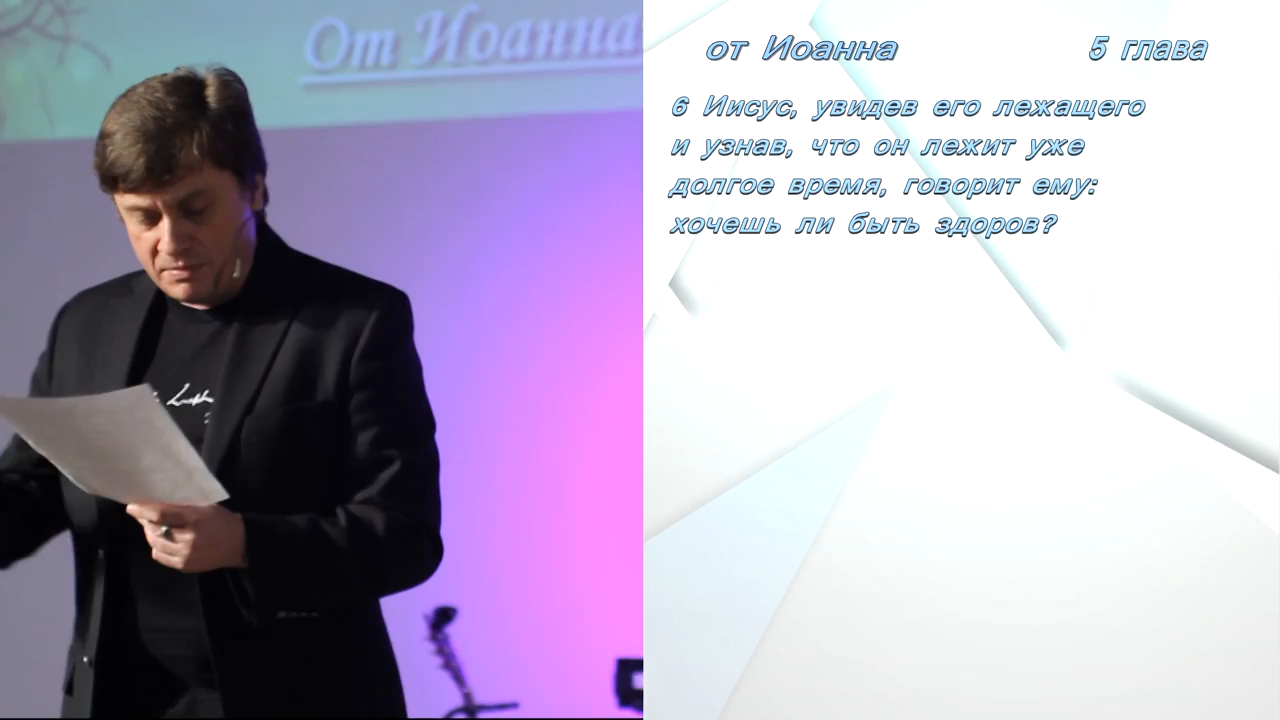 От Иоанна
от Иоанна 5 глава
6 Иисус, увидев его лежащего
и узнав, что он лежит уже
долгое время, говорит ему:
хочешь ли быть здоров?